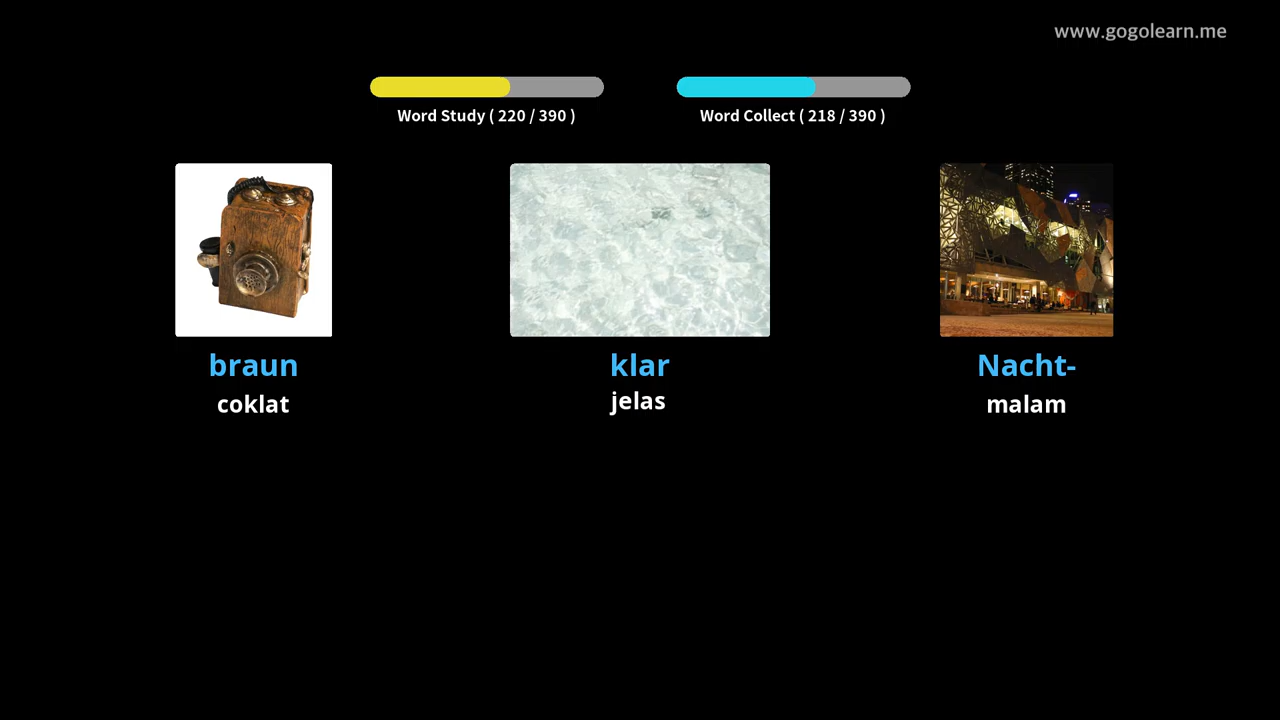 www.gogolearn.me
Word Study ( 220 / 390 )
Word Collect ( 218 / 390 )
braun
coklat
klar
jelas
Nacht-
malam